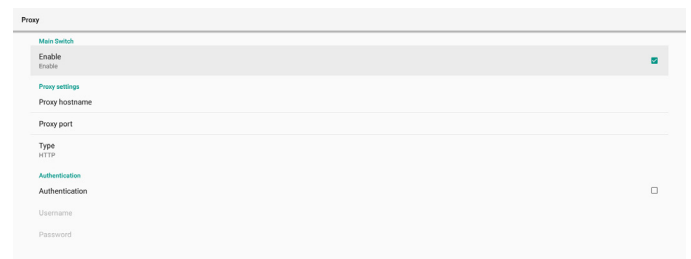 Proxy
Main Switch
Enable
Enable
Proxy settings
Proxy hostname
Proxy port
Type
HTTP
Authentication
Authentication
Username
Password